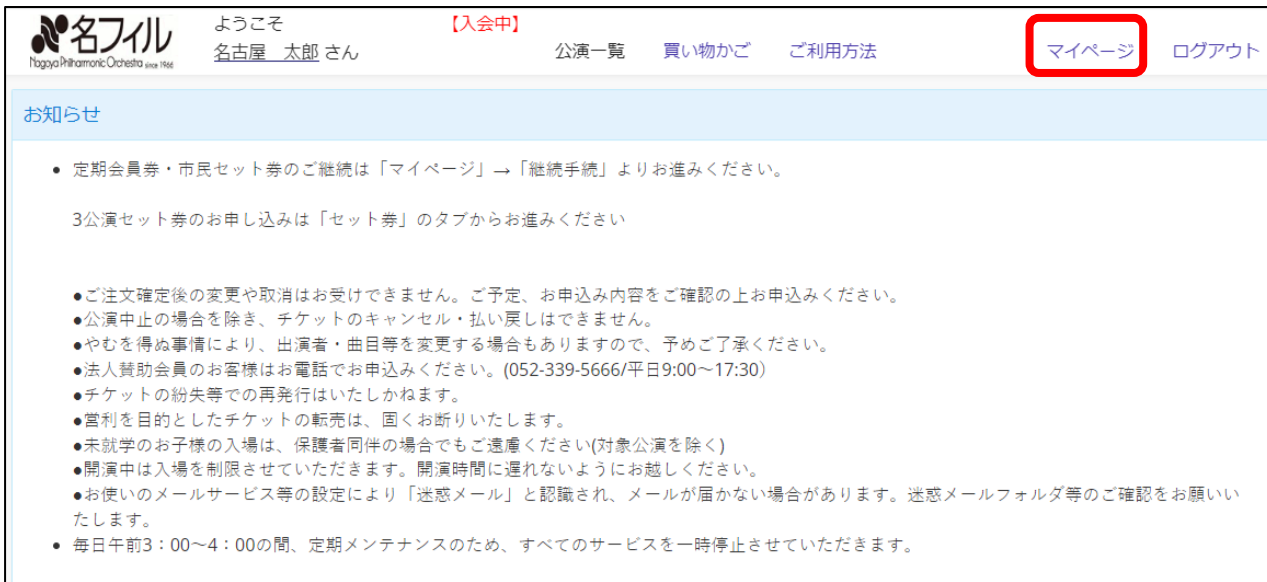 名フィル
Nagoya Philharmonic Orchestra since 1966
ようこそ
【入会中】
名古屋　太郎 さん
公演一覧　買い物かご　ご利用方法　マイページ　ログアウト
お知らせ
• 定期会員券・市民セット券のご継続は「マイページ」→「継続手続」よりお進みください。
3公演セット券のお申し込みは「セット券」のタブからお進みください
●ご注文確定後の変更や取消はお受けできません。ご予定、お申込み内容をご確認の上お申込みください。
●公演中止の場合を除き、チケットのキャンセル・払い戻しはできません。
●やむを得ぬ事情により、出演者・曲目等を変更する場合もありますので、予めご了承ください。
●法人賛助会員のお客様はお電話でお申込みください。(052-339-5666/平日9:00～17:30）
●チケットの紛失等での再発行はいたしかねます。
●営利を目的としたチケットの転売は、固くお断りいたします。
●未就学のお子様の入場は、保護者同伴の場合でもご遠慮ください(対象公演を除く)
●開演中は入場を制限させていただきます。開演時間に遅れないようにお越しください。
●お使いのメールサービス等の設定により「迷惑メール」と認識され、メールが届かない場合があります。迷惑メールフォルダ等のご確認をお願いい
たします。
• 毎日午前3：00～4：00の間、定期メンテナンスのため、すべてのサービスを一時停止させていただきます。